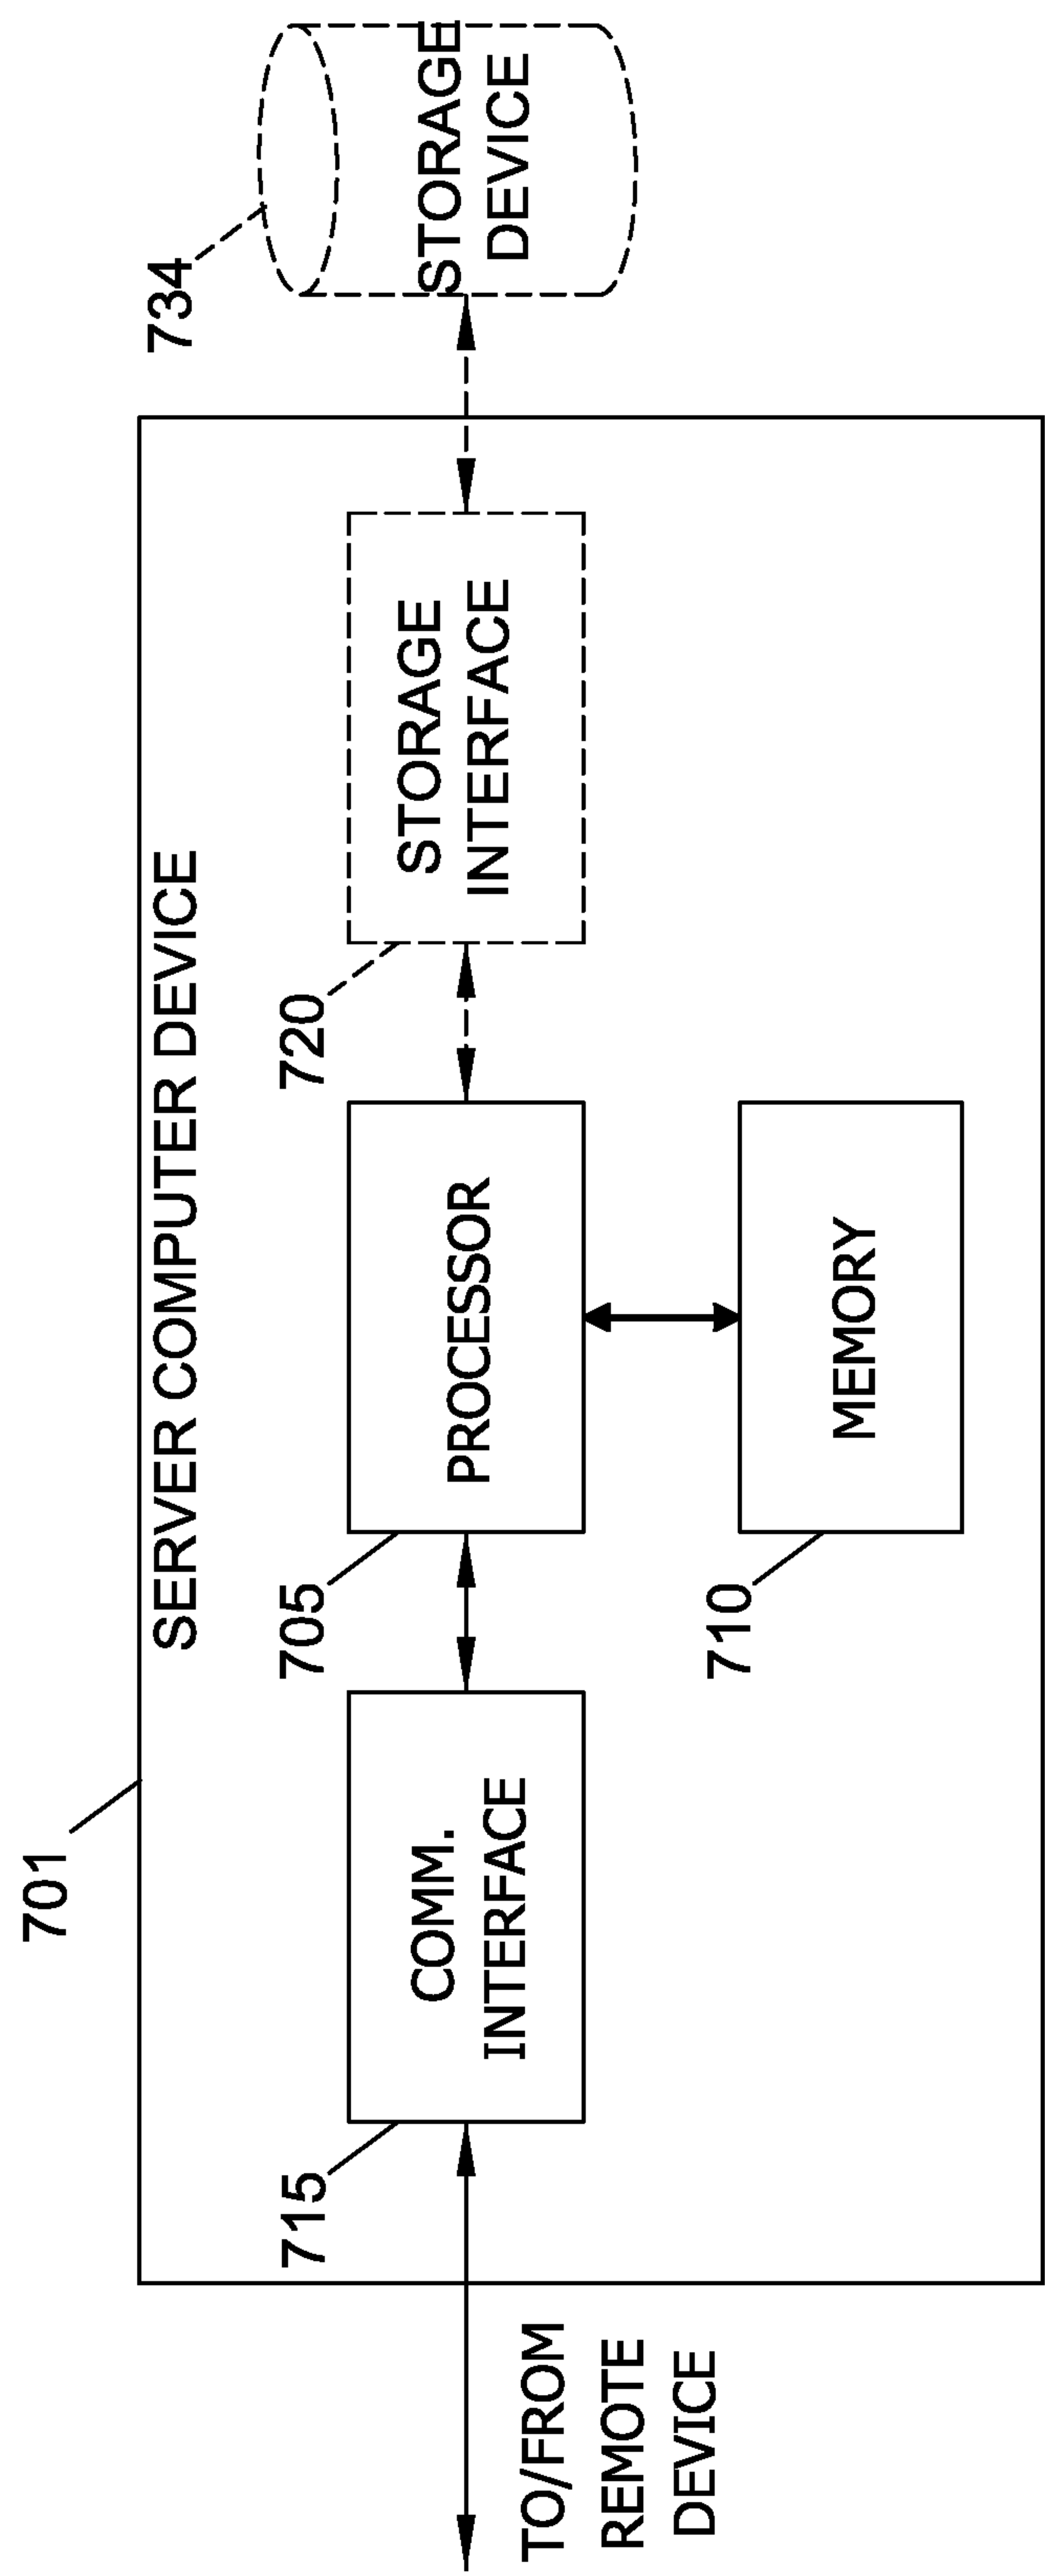 701
SERVER COMPUTER DEVICE
734
715
COMM.
INTERFACE
705
PROCESSOR
720
STORAGE
INTERFACE
STORAGE
DEVICE
TO/FROM
REMOTE
DEVICE
710
MEMORY